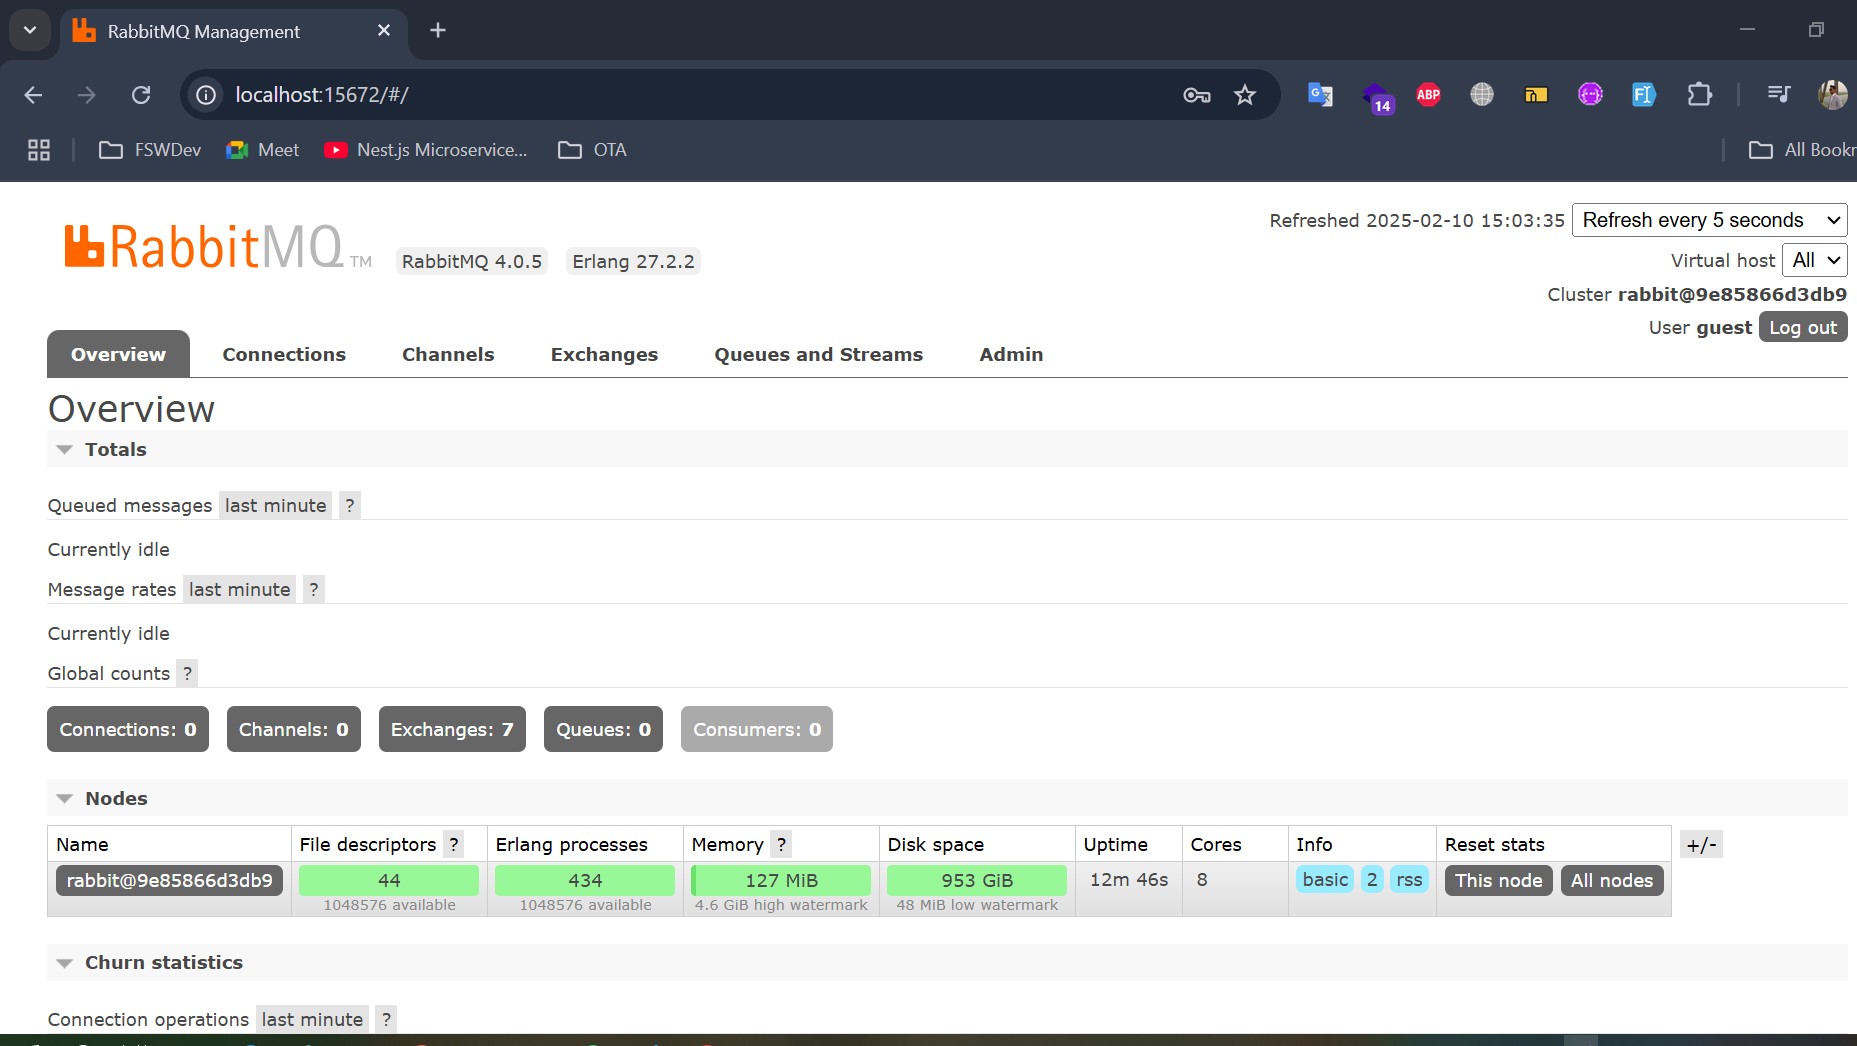 RabbitMQ Management
localhost:15672/#/
14
ABP
FSWDev
Meet
Nest.js Microservice...
OTA
All Bookr
RabbitMQ TM
RabbitMQ 4.0.5
Erlang 27.2.2
Refreshed 2025-02-10 15:03:35 Refresh every 5 seconds
Virtual host All
Cluster rabbit@9e85866d3db9
User guest Log out
Overview Connections Channels Exchanges Queues and Streams Admin
Overview
Totals
Queued messages last minute ?
Currently idle
Message rates last minute ?
Currently idle
Global counts ?
Connections: 0 Channels: 0 Exchanges: 7 Queues: 0 Consumers: 0
Nodes
Name File descriptors ? Erlang processes Memory ? Disk space Uptime Cores Info Reset stats +/-
rabbit@9e85866d3db9 44 434 127 MiB 953 GiB 12m 46s 8 basic 2 rss This node All nodes
1048576 available 1048576 available 4.6 GiB high watermark 48 MiB low watermark
Churn statistics
Connection operations last minute ?